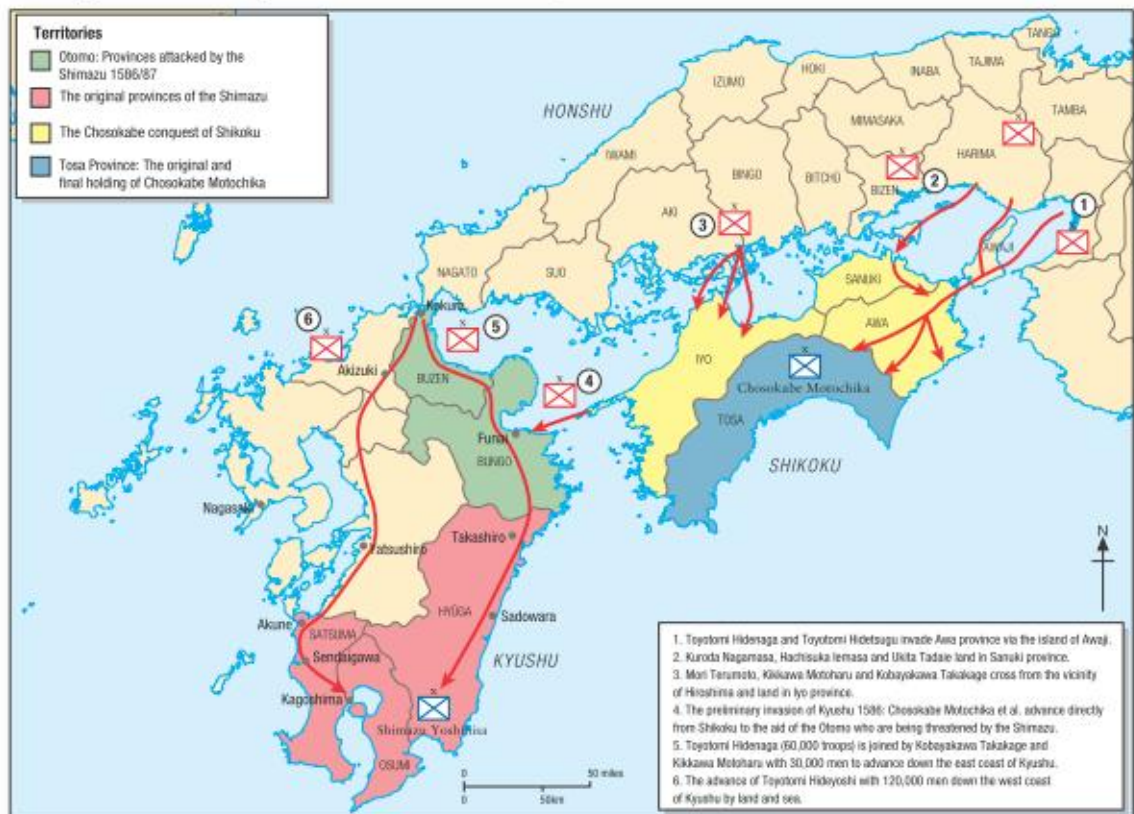 Territories
Otomo: Provinces attacked by the
Shimazu 1586/87
The original provinces of the Shimazu
The Chosokabe conquest of Shikoku
Tosa Province: The original and
final holding of Chosokabe Motochika
HONSHU
TANGO
TAJIMA
INABA
HOKI
IZUMO
TAMBA
MIMASAKA
HARIMA
IWAMI
BINGO
BITCHO
BIZEN
2
1
AKI
3
AWAJI
NAGATO
SUO
SANUKI
AWA
Kokura
6
5
IYO
Akizuki
BUZEN
4
Chosokabe Motochika
Funai
TOSA
BUNGO
SHIKOKU
Nagasaki
Takashiro
Yatsushiro
N
HYŪGA
Akune
SATSUMA
Sadowara
Sendaigawa
KYUSHU
Kagoshima
Shimazu Yoshihisa
OSUMI
0 50 miles
0 50km
1. Toyotomi Hidenaga and Toyotomi Hidetsugu invade Awa province via the island of Awaji.
2. Kuroda Nagamasa, Hachisuka Iemasa and Ukita Tadaie land in Sanuki province.
3. Mori Terumoto, Kikkawa Motoharu and Kobayakawa Takakage cross from the vicinity
of Hiroshima and land in Iyo province.
4. The preliminary invasion of Kyushu 1586: Chosokabe Motochika et al. advance directly
from Shikoku to the aid of the Otomo who are being threatened by the Shimazu.
5. Toyotomi Hidenaga (60,000 troops) is joined by Kobayakawa Takakage and
Kikkawa Motoharu with 30,000 men to advance down the east coast of Kyushu.
6. The advance of Toyotomi Hideyoshi with 120,000 men down the west coast
of Kyushu by land and sea.